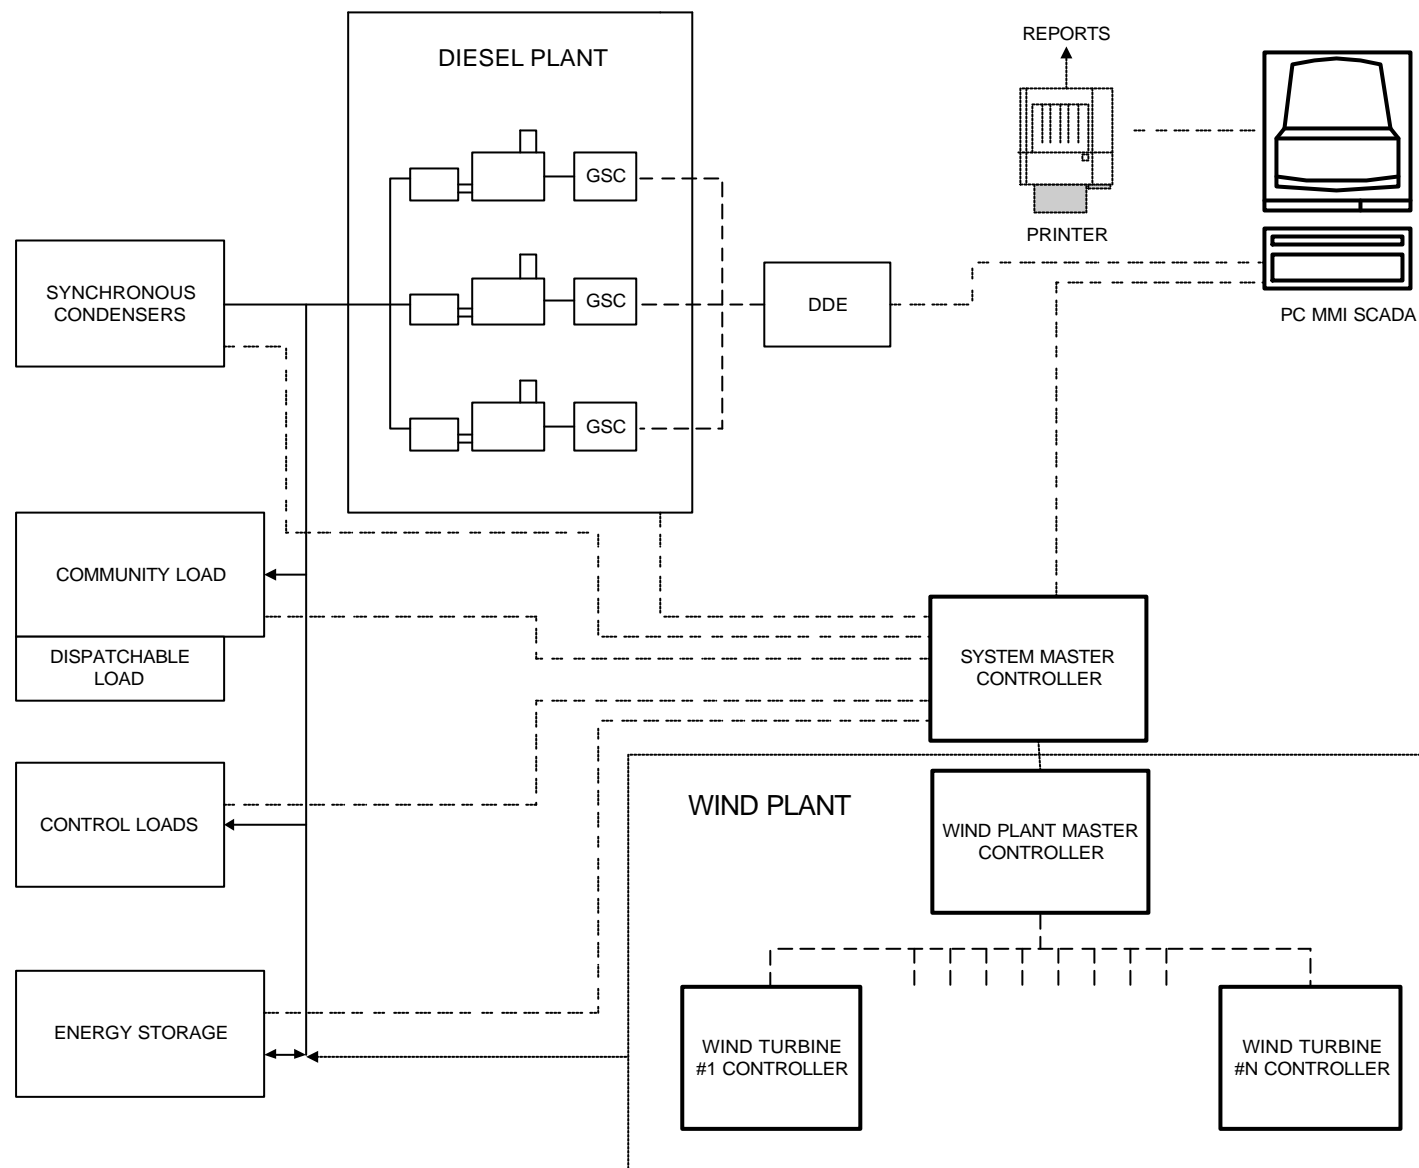 REPORTS
DIESEL PLANT
GSC
PRINTER
SYNCHRONOUS
CONDENSERS
GSC
DDE
PC MMI SCADA
GSC
COMMUNITY LOAD
DISPATCHABLE
LOAD
SYSTEM MASTER
CONTROLLER
WIND PLANT
CONTROL LOADS
WIND PLANT MASTER
CONTROLLER
ENERGY STORAGE
WIND TURBINE
#1 CONTROLLER
WIND TURBINE
#N CONTROLLER